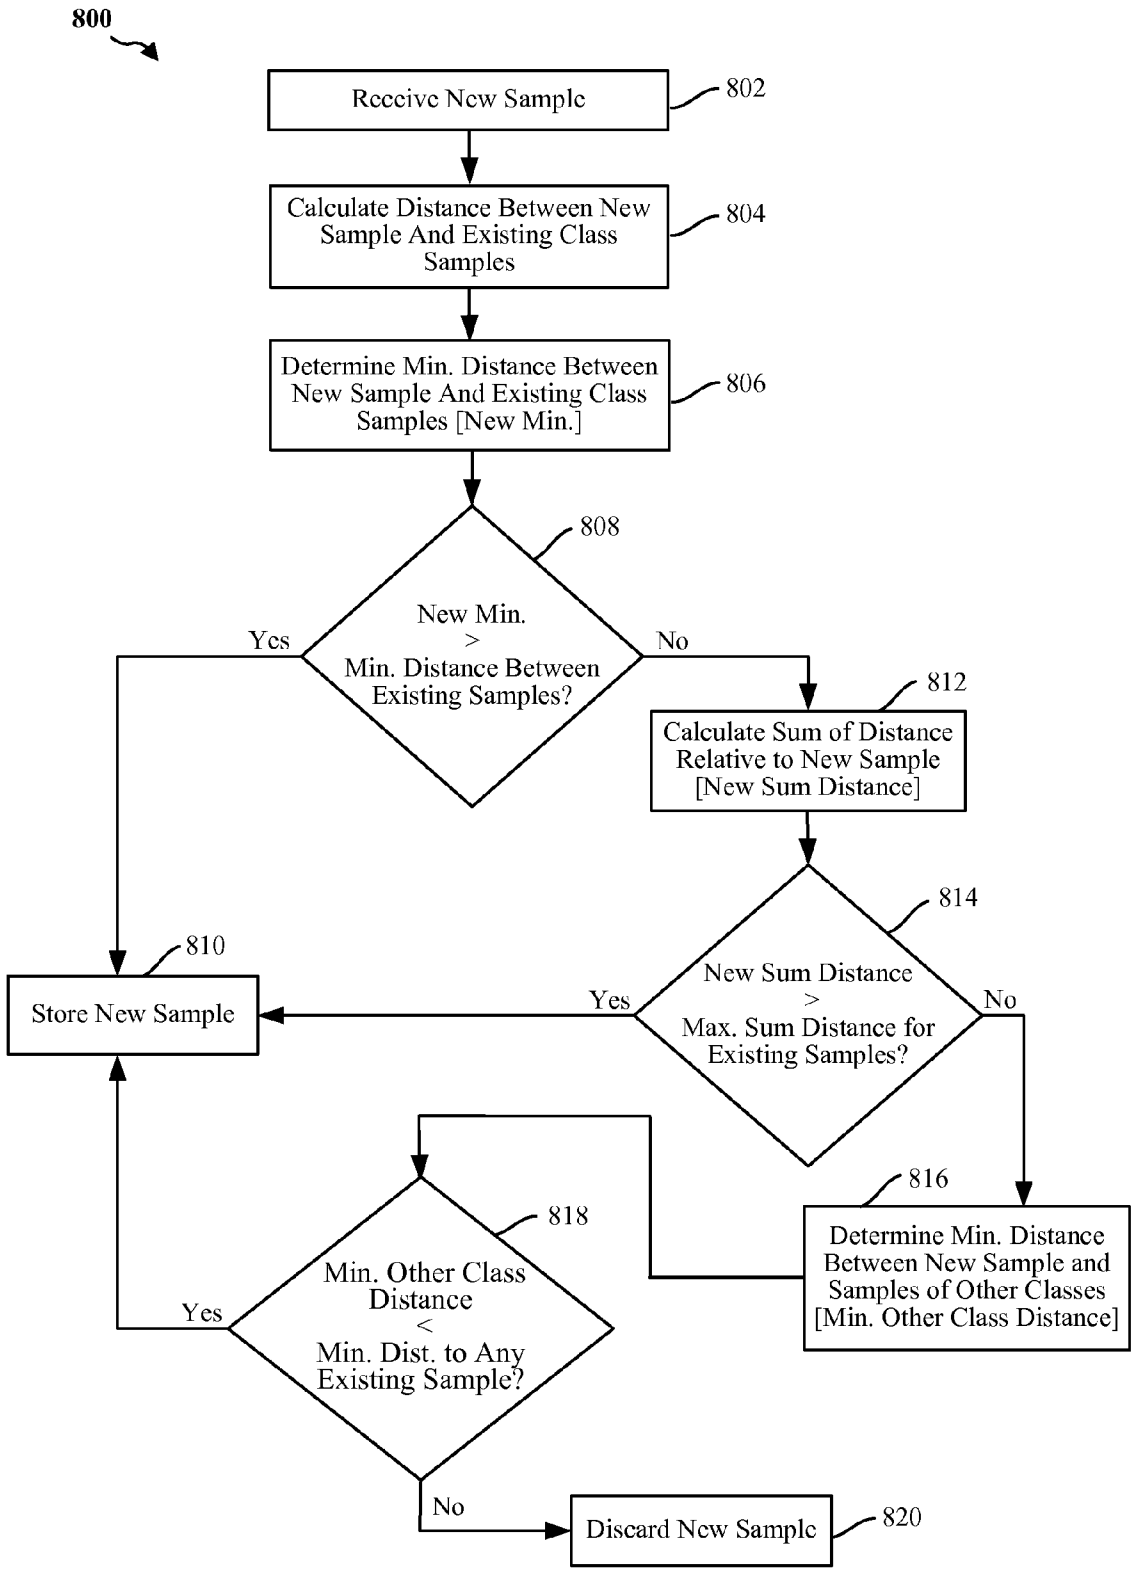 800
Receive New Sample
802
Calculate Distance Between New
Sample And Existing Class
Samples
804
Determine Min. Distance Between
New Sample And Existing Class
Samples [New Min.]
806
808
New Min.
>
Min. Distance Between
Existing Samples?
Yes
No
812
Calculate Sum of Distance
Relative to New Sample
[New Sum Distance]
814
New Sum Distance
>
Max. Sum Distance for
Existing Samples?
Yes
No
810
Store New Sample
816
Determine Min. Distance
Between New Sample and
Samples of Other Classes
[Min. Other Class Distance]
818
Min. Other Class
Distance
<
Min. Dist. to Any
Existing Sample?
Yes
No
Discard New Sample
820